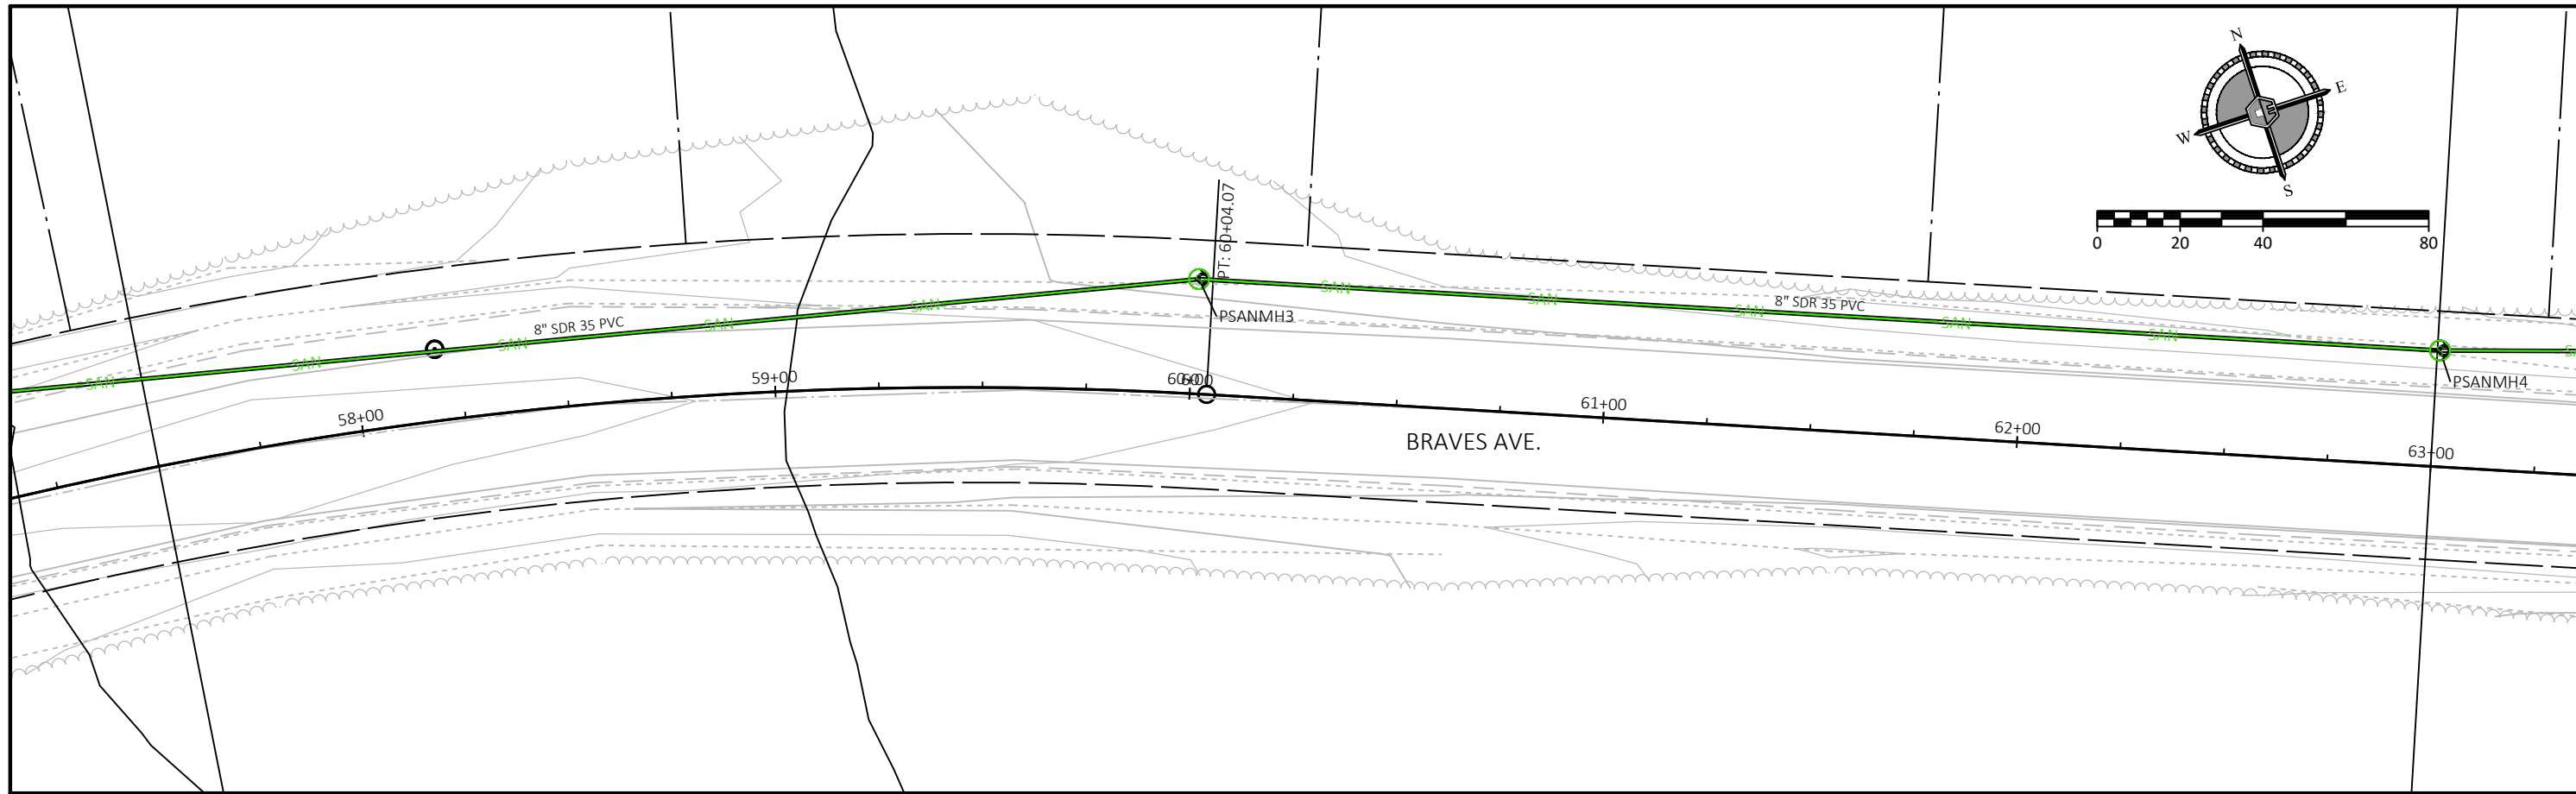 N
E
W
S
0 20 40 80
PT: 60+04.07
SAN SAN SAN SAN SAN SAN SAN SAN SAN SAN
8" SDR 35 PVC
8" SDR 35 PVC
PSANMH3
PSANMH4
58+00
59+00
60+00
61+00
62+00
63+00
BRAVES AVE.